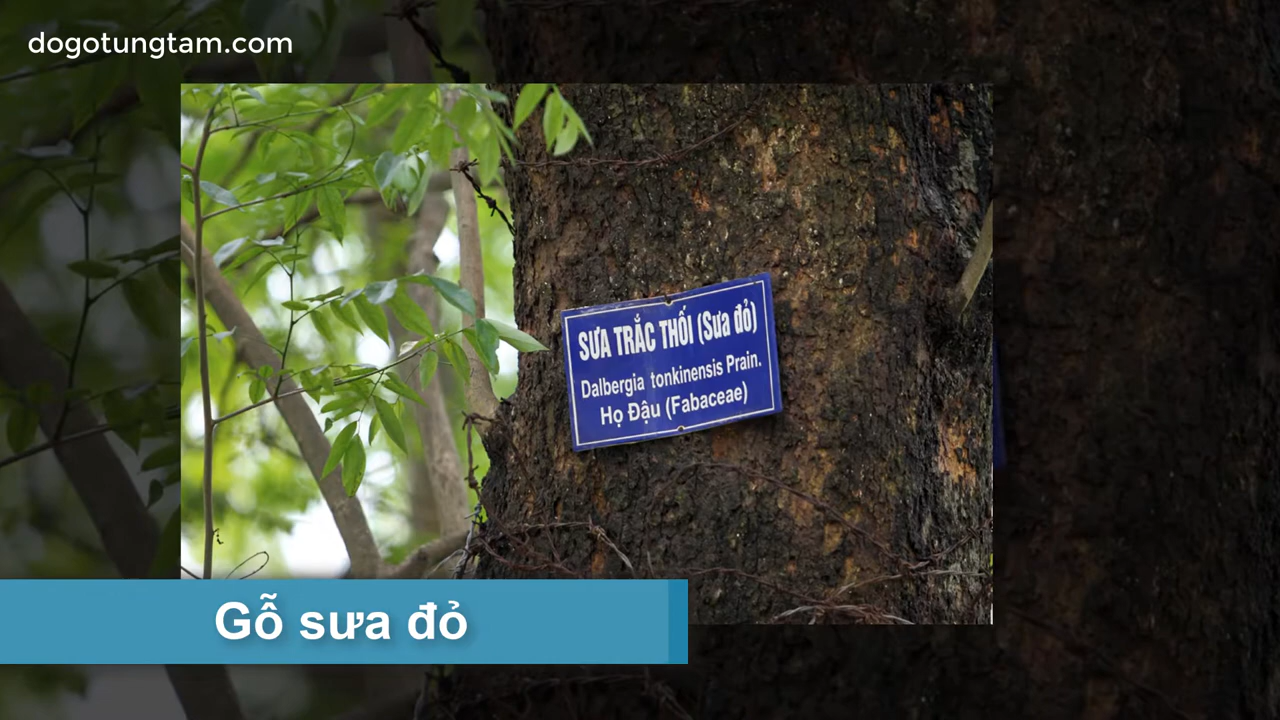 dogotungtam.com
SƯA TRẮC THỐI (Sưa đỏ)
Dalbergia tonkinensis Prain.
Họ Đậu (Fabaceae)
Gỗ sưa đỏ